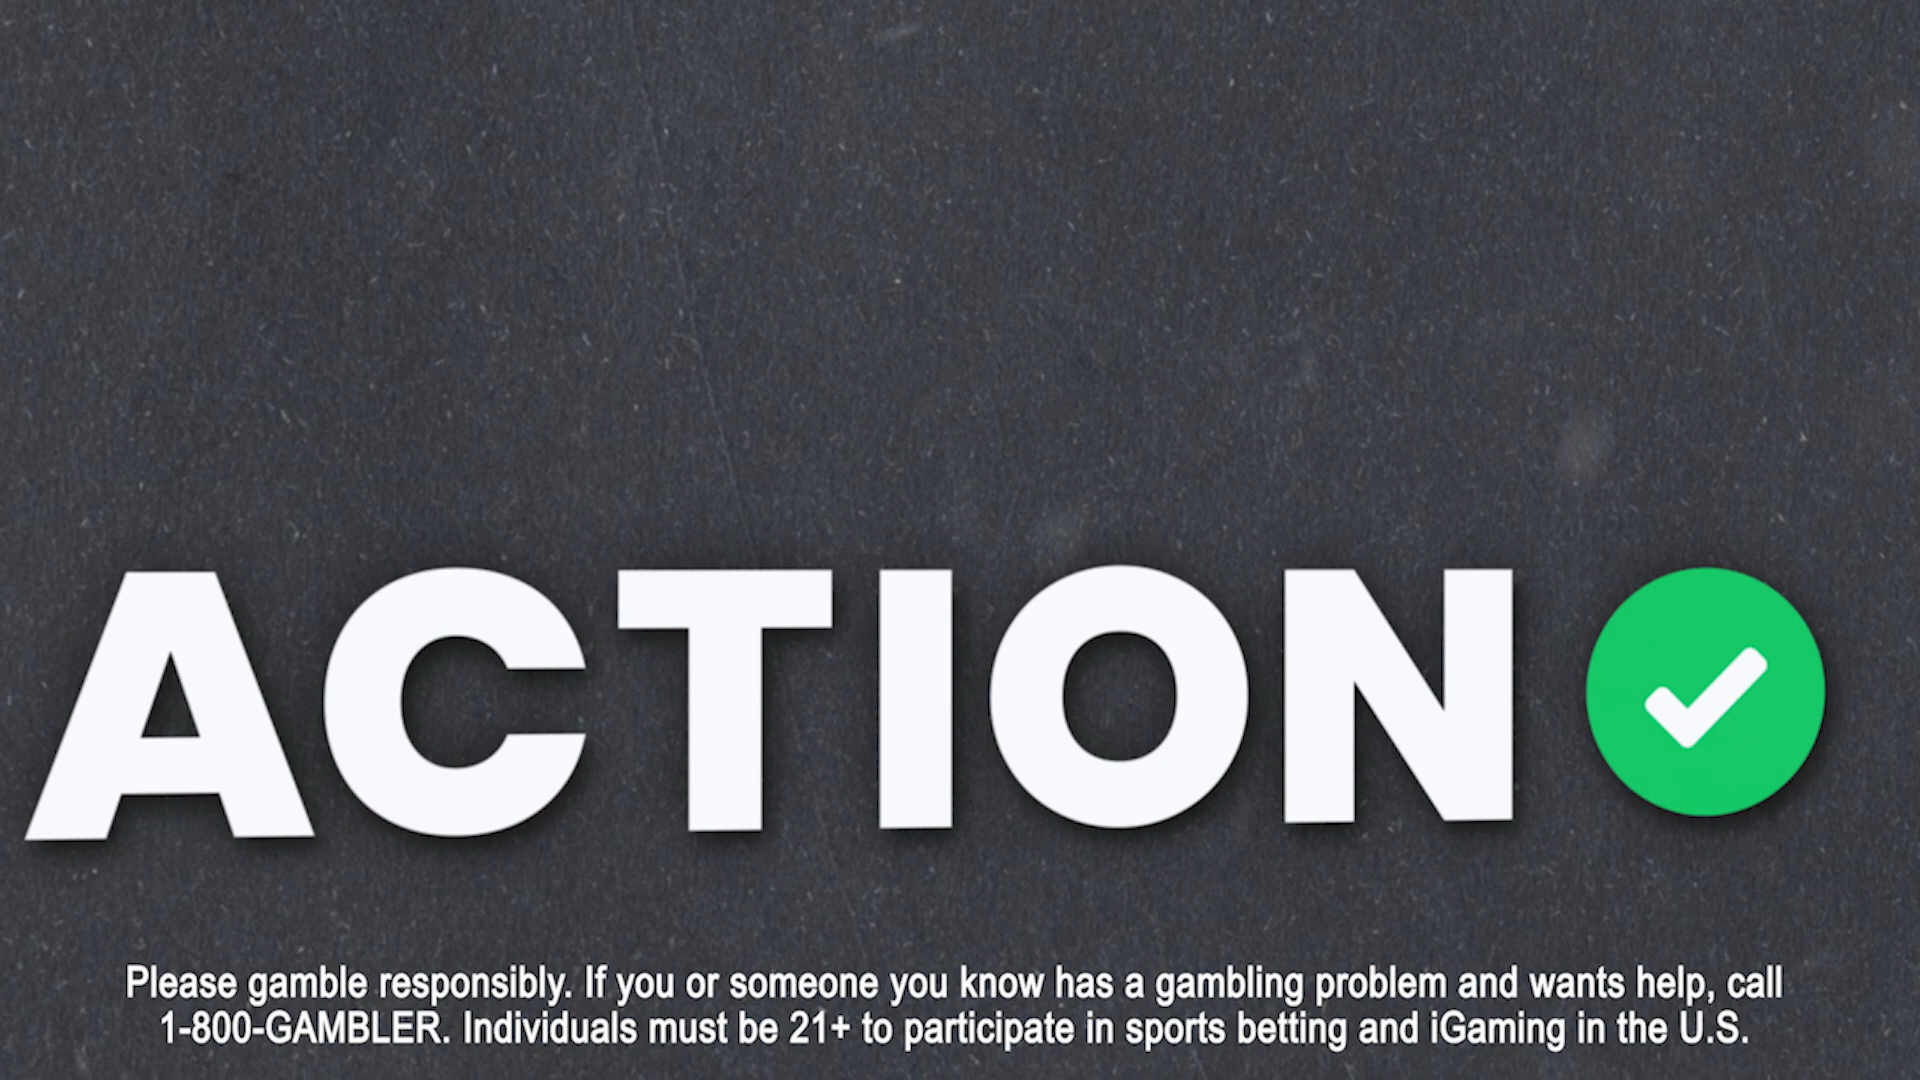 ACTION
Please gamble responsibly. If you or someone you know has a gambling problem and wants help, call
1-800-GAMBLER. Individuals must be 21+ to participate in sports betting and iGaming in the U.S.